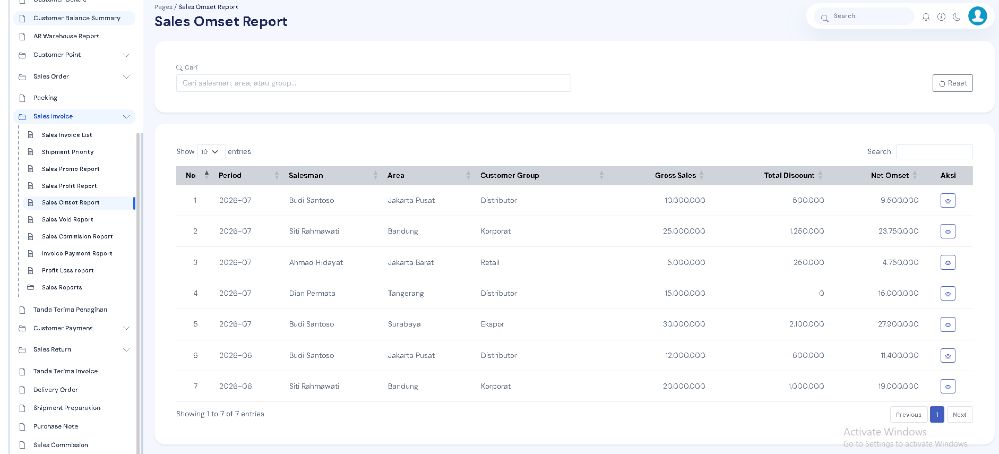 Customer Centre
Customer Balance Summary
AR Warehouse Report
Customer Point
Sales Order
Packing
Sales Invoice
Sales Invoice List
Shipment Priority
Sales Promo Report
Sales Profit Report
Sales Omset Report
Sales Void Report
Sales Commision Report
Invoice Payment Report
Profit Loss report
Sales Reports
Tanda Terima Penagihan
Customer Payment
Sales Return
Tanda Terima Invoice
Delivery Order
Shipment Preparation
Purchase Note
Sales Commission
Pages / Sales Omset Report
Sales Omset Report
Search...
Cari
Cari salesman, area, atau group...
Reset
Show 10 entries
Search:
No Period Salesman Area Customer Group Gross Sales Total Discount Net Omset Aksi
1 2026-07 Budi Santoso Jakarta Pusat Distributor 10.000.000 500.000 9.500.000
2 2026-07 Siti Rahmawati Bandung Korporat 25.000.000 1.250.000 23.750.000
3 2026-07 Ahmad Hidayat Jakarta Barat Retail 5.000.000 250.000 4.750.000
4 2026-07 Dian Permata Tangerang Distributor 15.000.000 0 15.000.000
5 2026-07 Budi Santoso Surabaya Ekspor 30.000.000 2.100.000 27.900.000
6 2026-06 Budi Santoso Jakarta Pusat Distributor 12.000.000 600.000 11.400.000
7 2026-06 Siti Rahmawati Bandung Korporat 20.000.000 1.000.000 19.000.000
Showing 1 to 7 of 7 entries
Previous 1 Next
Activate Windows
Go to Settings to activate Windows.